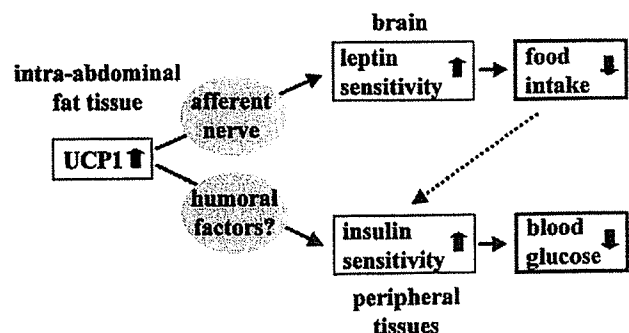 brain
intra-abdominal
fat tissue
UCP1
afferent
nerve
leptin
sensitivity
food
intake
humoral
factors?
insulin
sensitivity
blood
glucose
peripheral
tissues